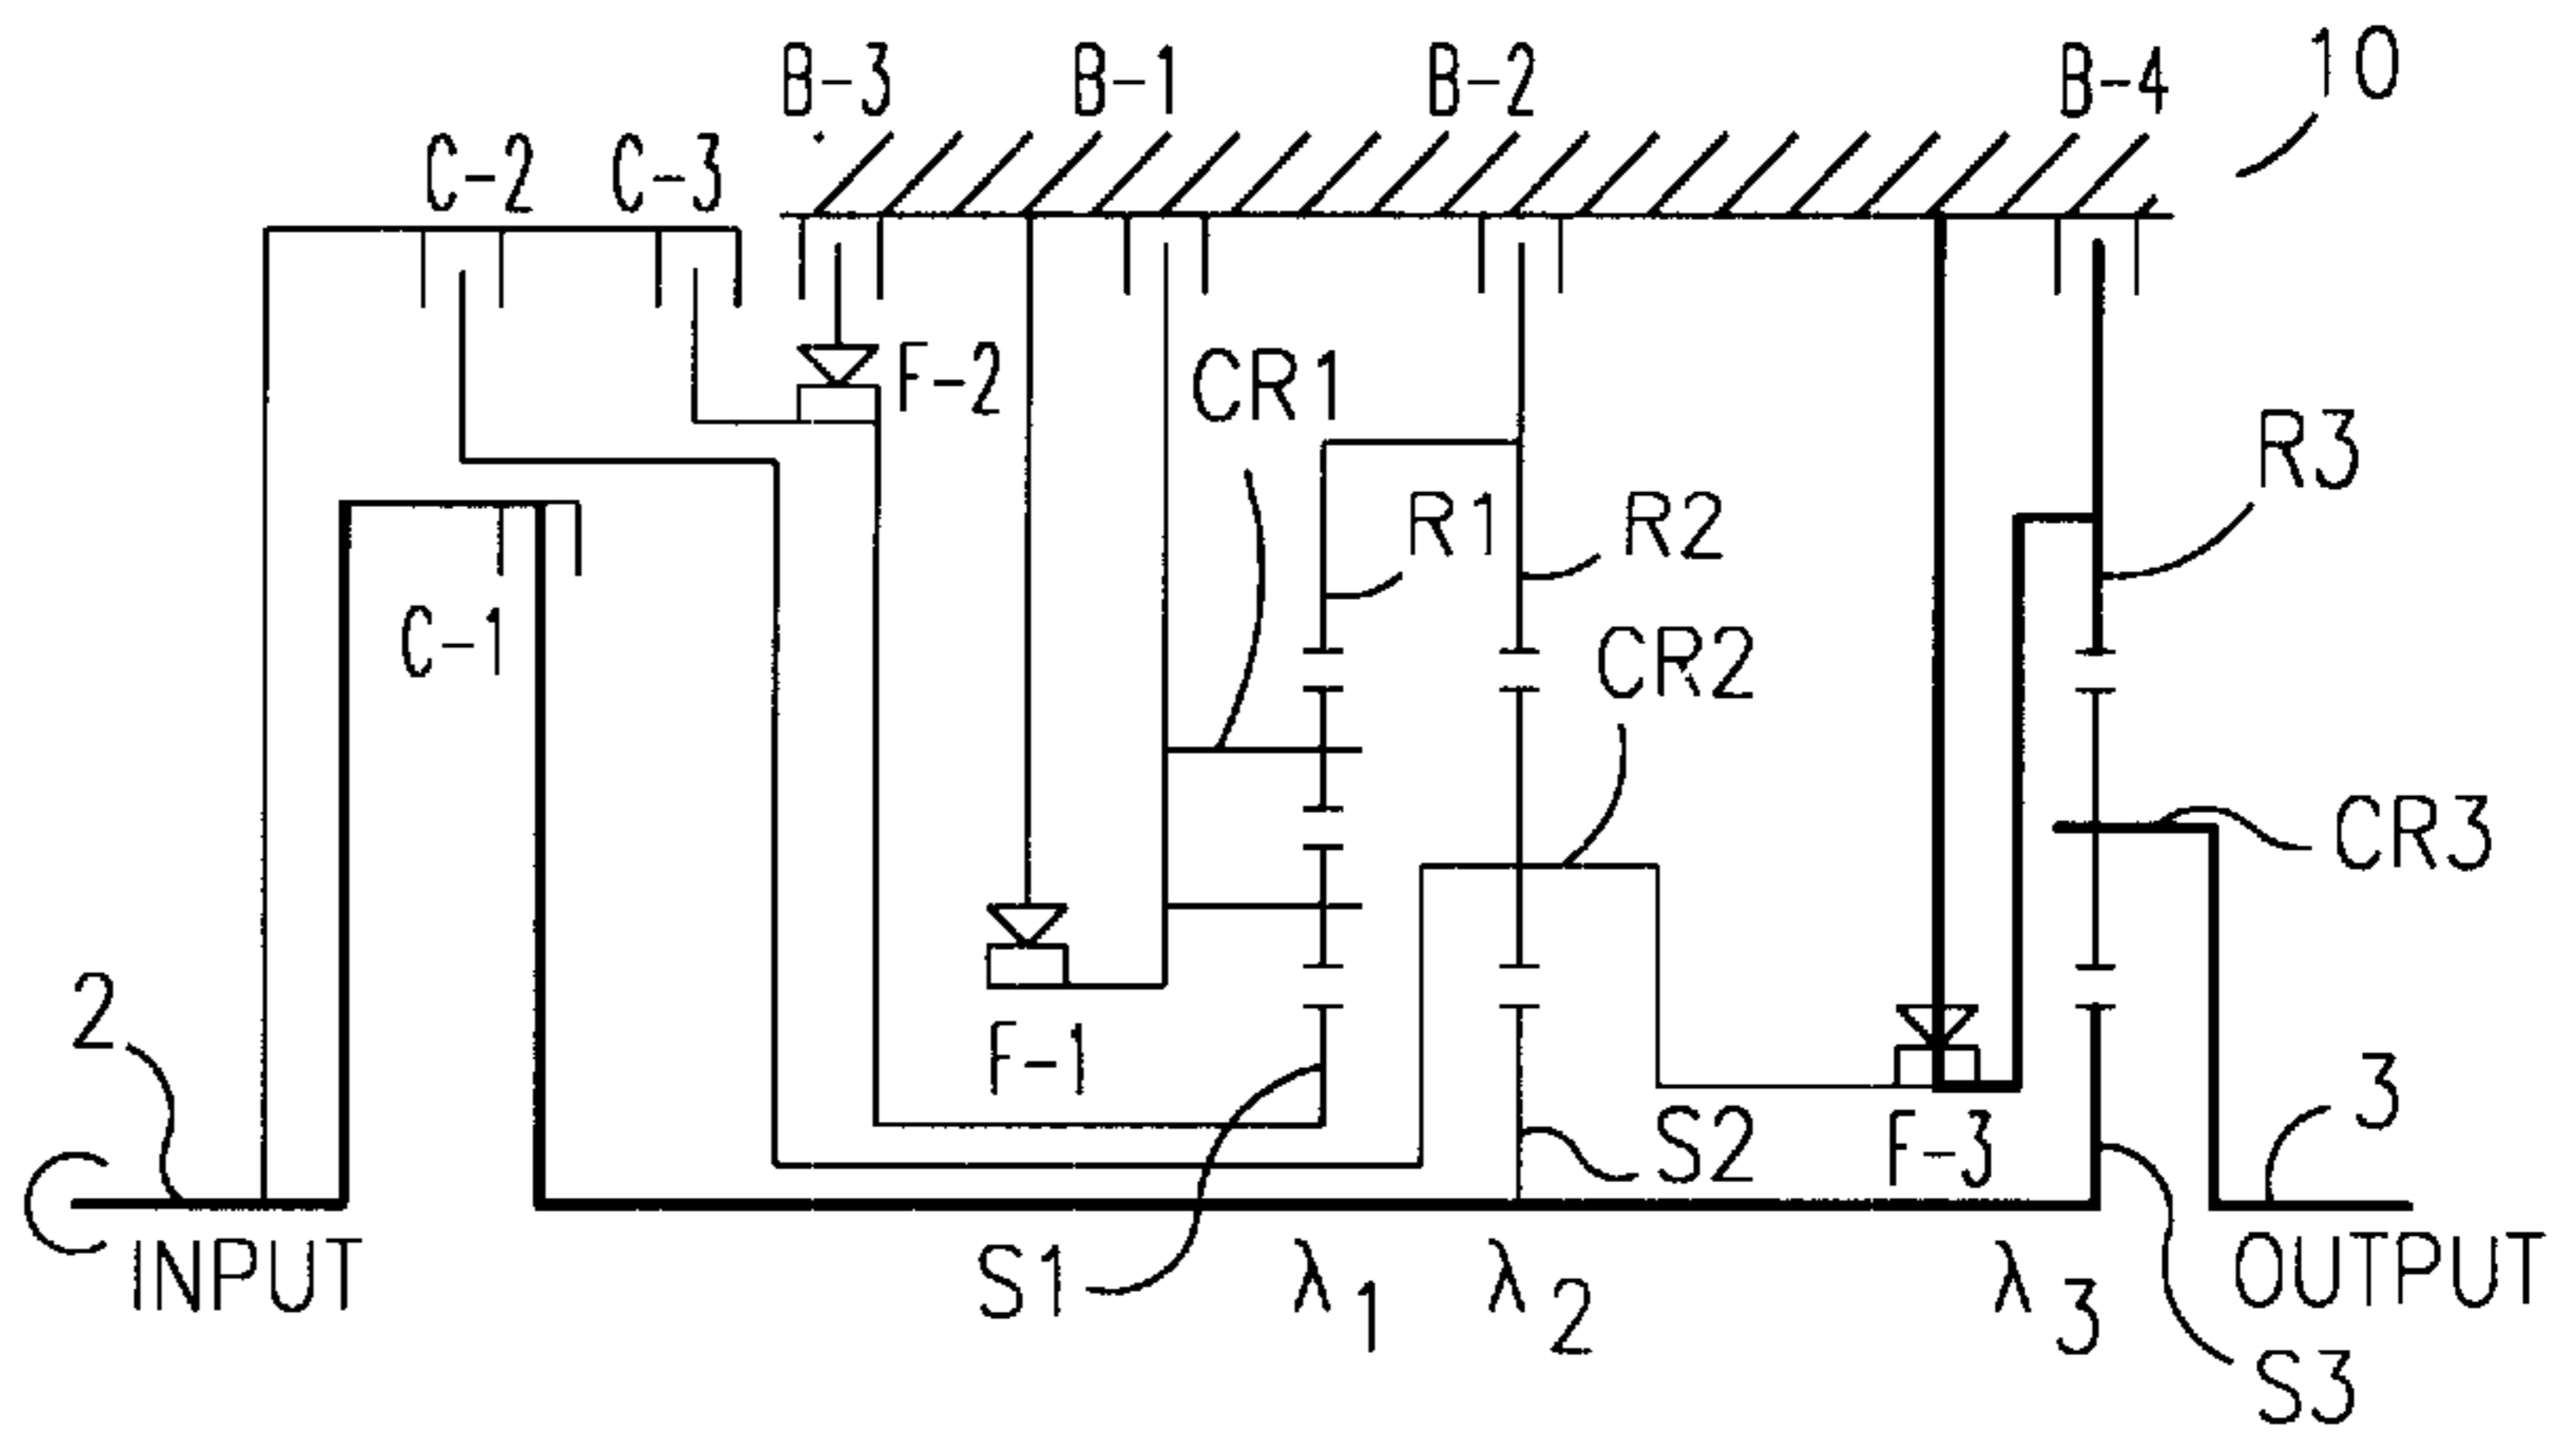 B-3 B-1 B-2 B-4 10
C-2 C-3
F-2 CR1
R3
R1 R2
C-1 CR2
CR3
2 F-1 S2 F-3 3
INPUT S1 λ1 λ2 λ3 OUTPUT
S3